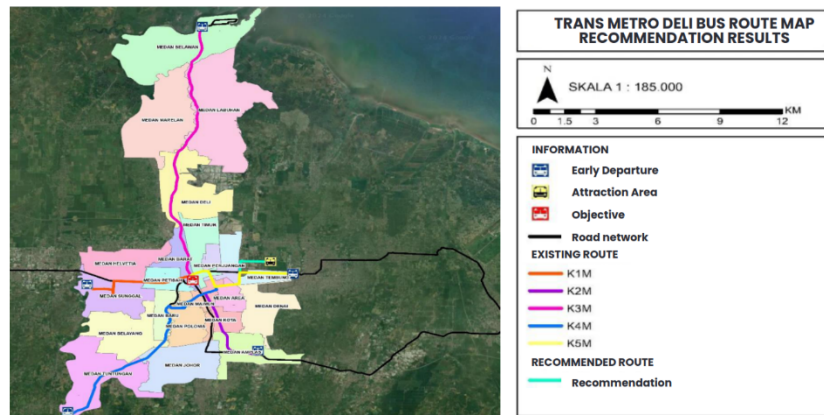 TRANS METRO DELI BUS ROUTE MAP
RECOMMENDATION RESULTS
N
SKALA 1 : 185.000
KM
0 1.5 3 6 9 12
INFORMATION
Early Departure
Attraction Area
Objective
Road network
EXISTING ROUTE
K1M
K2M
K3M
K4M
K5M
RECOMMENDED ROUTE
Recommendation
MEDAN BELAWAN
MEDAN LABUHAN
MEDAN MARELAN
MEDAN DELI
MEDAN TIMUR
MEDAN BARAT
MEDAN HELVETIA
MEDAN PERJUANGAN
MEDAN TEMBUNG
MEDAN PETISAH
MEDAN SUNGGAL
MEDAN AREA
MEDAN DENAI
MEDAN MAIMUN
MEDAN BARU
MEDAN KOTA
MEDAN POLONIA
MEDAN SELAYANG
MEDAN AMPLAS
MEDAN TUNTUNGAN
MEDAN JOHOR